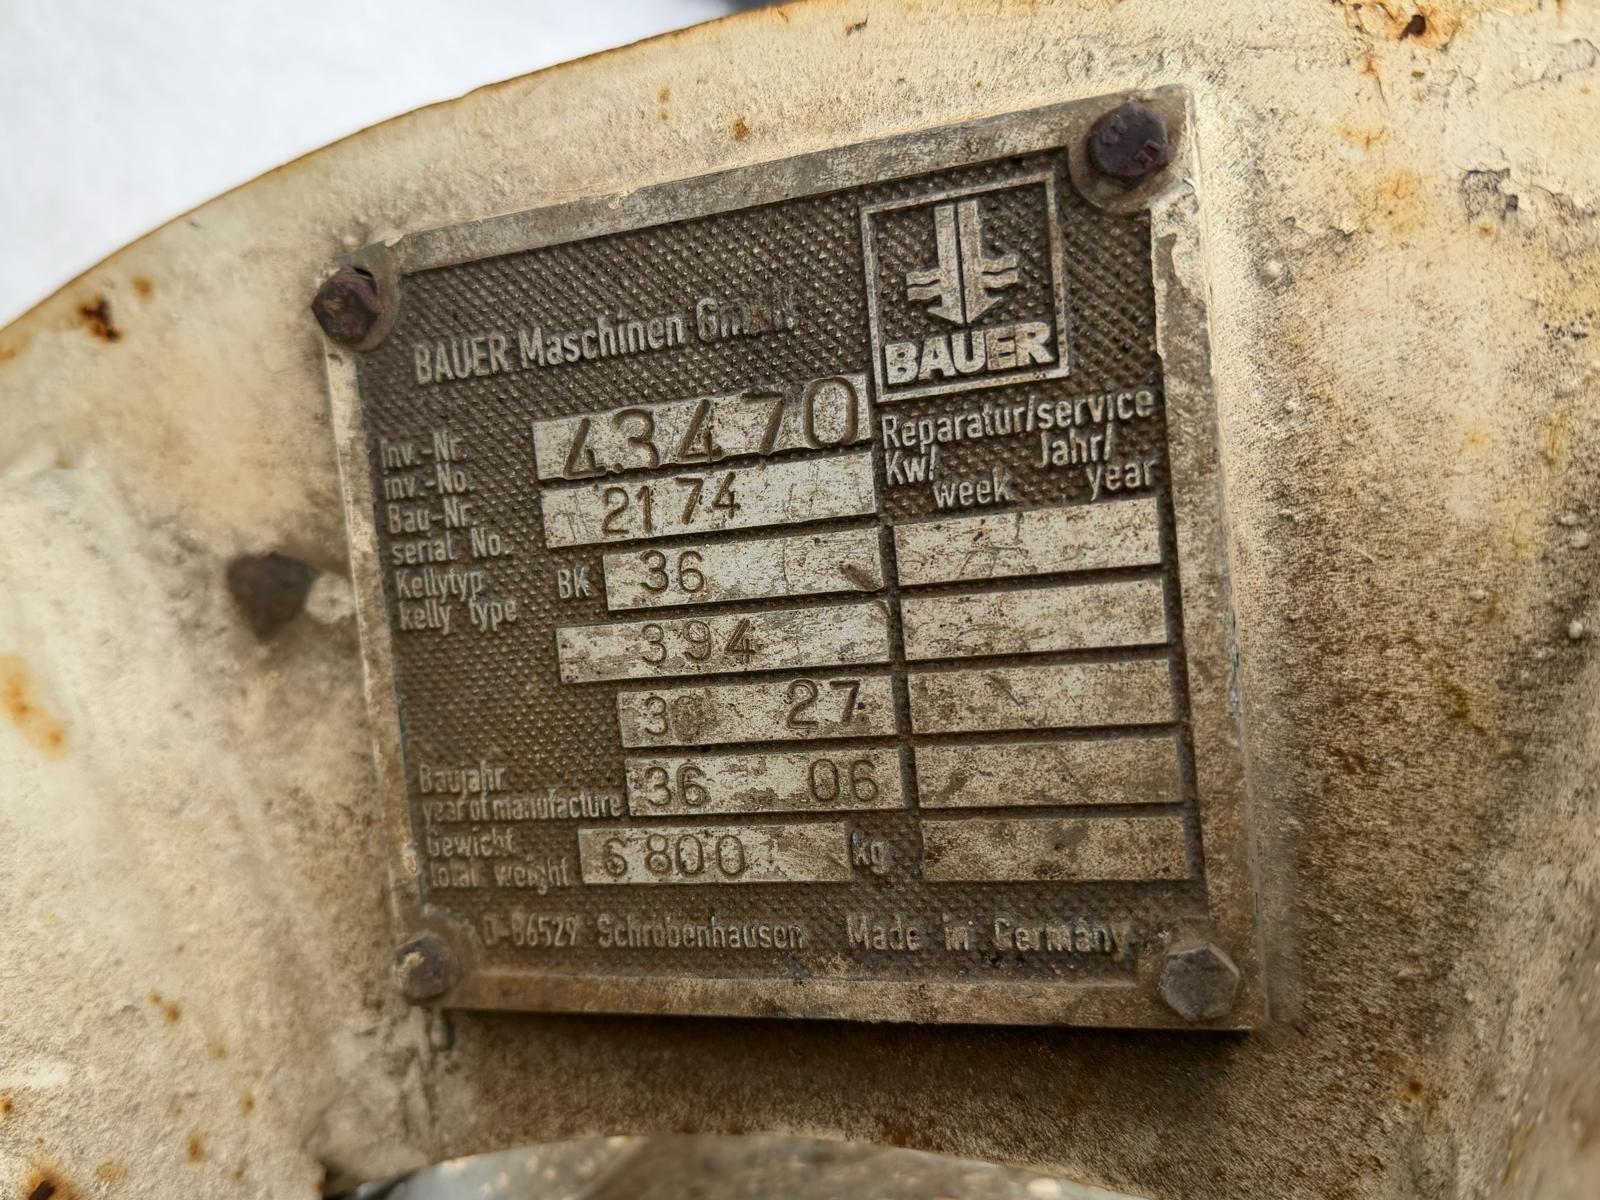 BAUER Maschinen GmbH
BAUER
Inv.-Nr.
inv.-No.
43470
Bau-Nr.
serial No.
2174
Kellytyp
kelly type
BK 36
394
27
Baujahr
year of manufacture
36 06
Gewicht
total weight
6800 kg
Reparatur/service
Kw/ Jahr/
week year
D-86529 Schrobenhausen Made in Germany